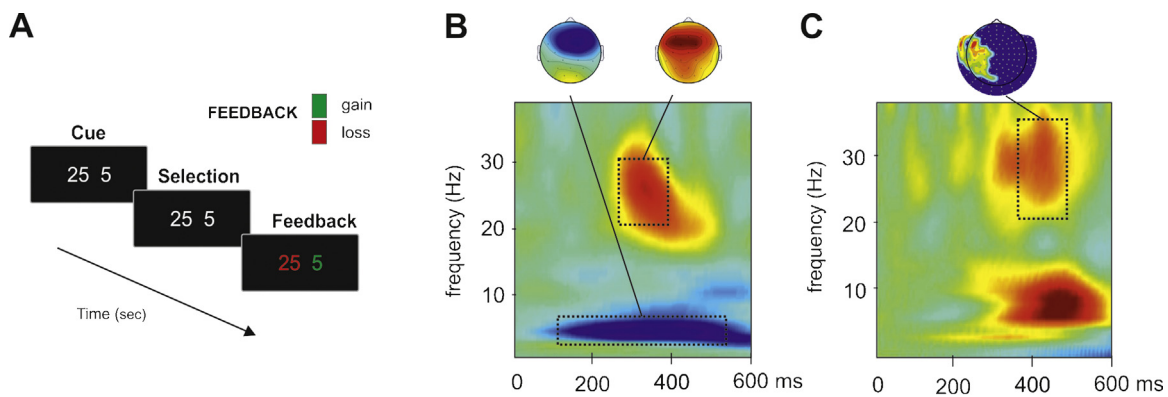 A
FEEDBACK
gain
loss
Cue
25 5
Selection
25 5
Feedback
25 5
Time (sec)
B
frequency (Hz)
30
20
10
0
200
400
600 ms
C
frequency (Hz)
30
20
10
0
200
400
600 ms